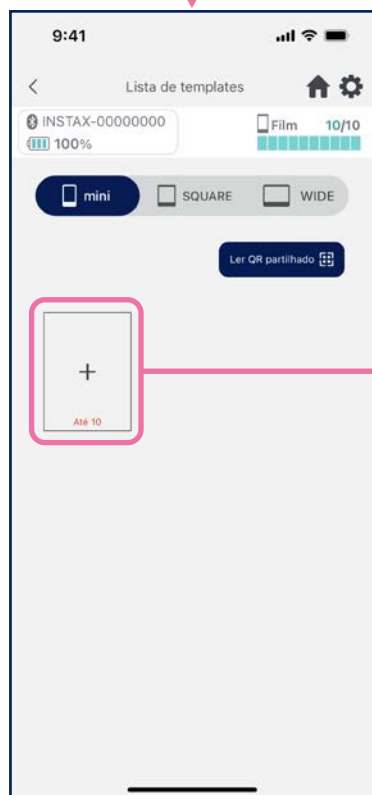 9:41
Lista de templates
INSTAX-00000000
100%
Film 10/10
mini SQUARE WIDE
Ler QR partilhado
+
Até 10